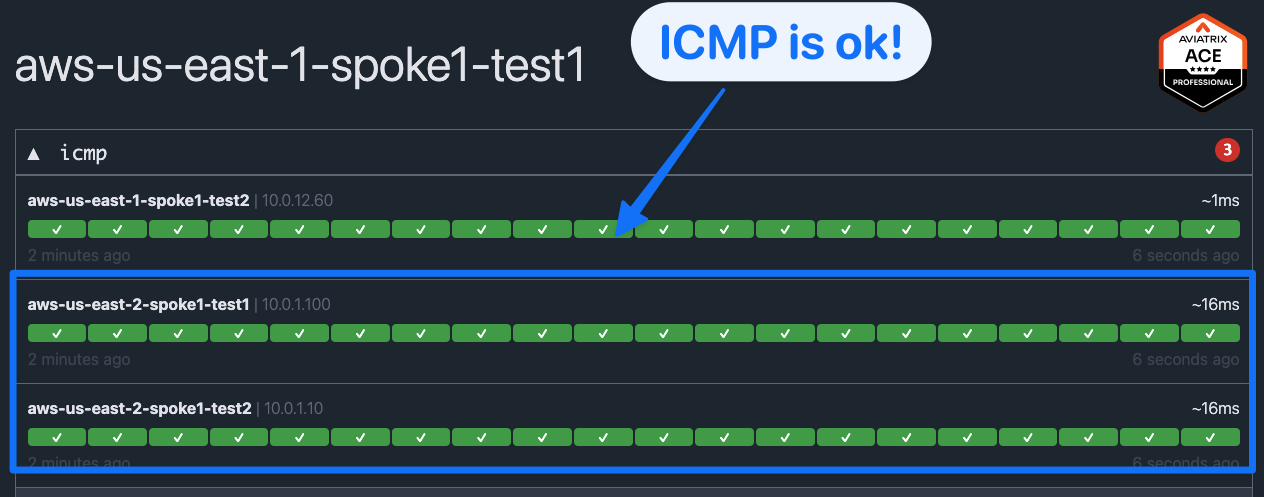 ICMP is ok!
aws-us-east-1-spoke1-test1
AVIATRIX
ACE
PROFESSIONAL
▲ icmp 3
aws-us-east-1-spoke1-test2 | 10.0.12.60 ~1ms
2 minutes ago 6 seconds ago
aws-us-east-2-spoke1-test1 | 10.0.1.100 ~16ms
2 minutes ago 6 seconds ago
aws-us-east-2-spoke1-test2 | 10.0.1.10 ~16ms
2 minutes ago 6 seconds ago